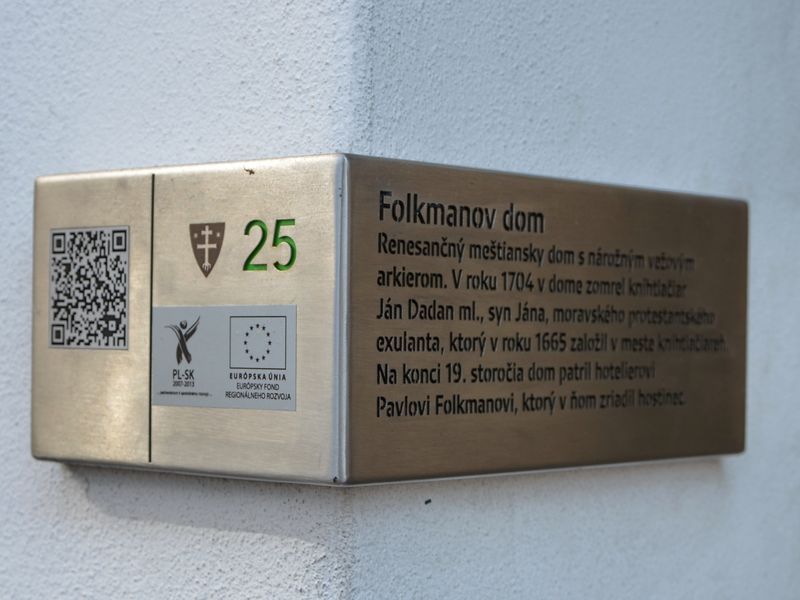 25
PL-SK
2007-2013
EURÓPSKA ÚNIA
EURÓPSKY FOND
REGIONÁLNEHO ROZVOJA
Folkmanov dom
Renesančný meštiansky dom s nárožným vežovým
arkierom. V roku 1704 v dome zomrel kníhtlačiar
Ján Dadan ml., syn Jána, moravského protestantského
exulanta, ktorý v roku 1665 založil v meste kníhtlačiareň.
Na konci 19. storočia dom patril hotelierovi
Pavlovi Folkmanovi, ktorý v ňom zriadil hostinec.